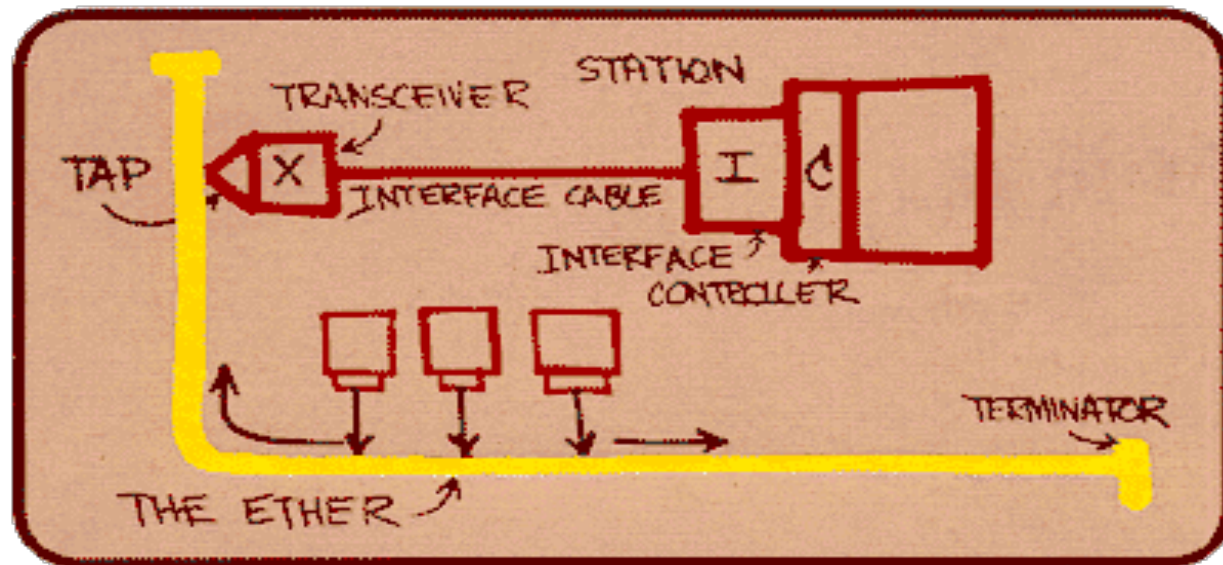 STATION
TRANSCEIVER
TAP
X
I
C
INTERFACE CABLE
INTERFACE
CONTROLLER
TERMINATOR
THE ETHER